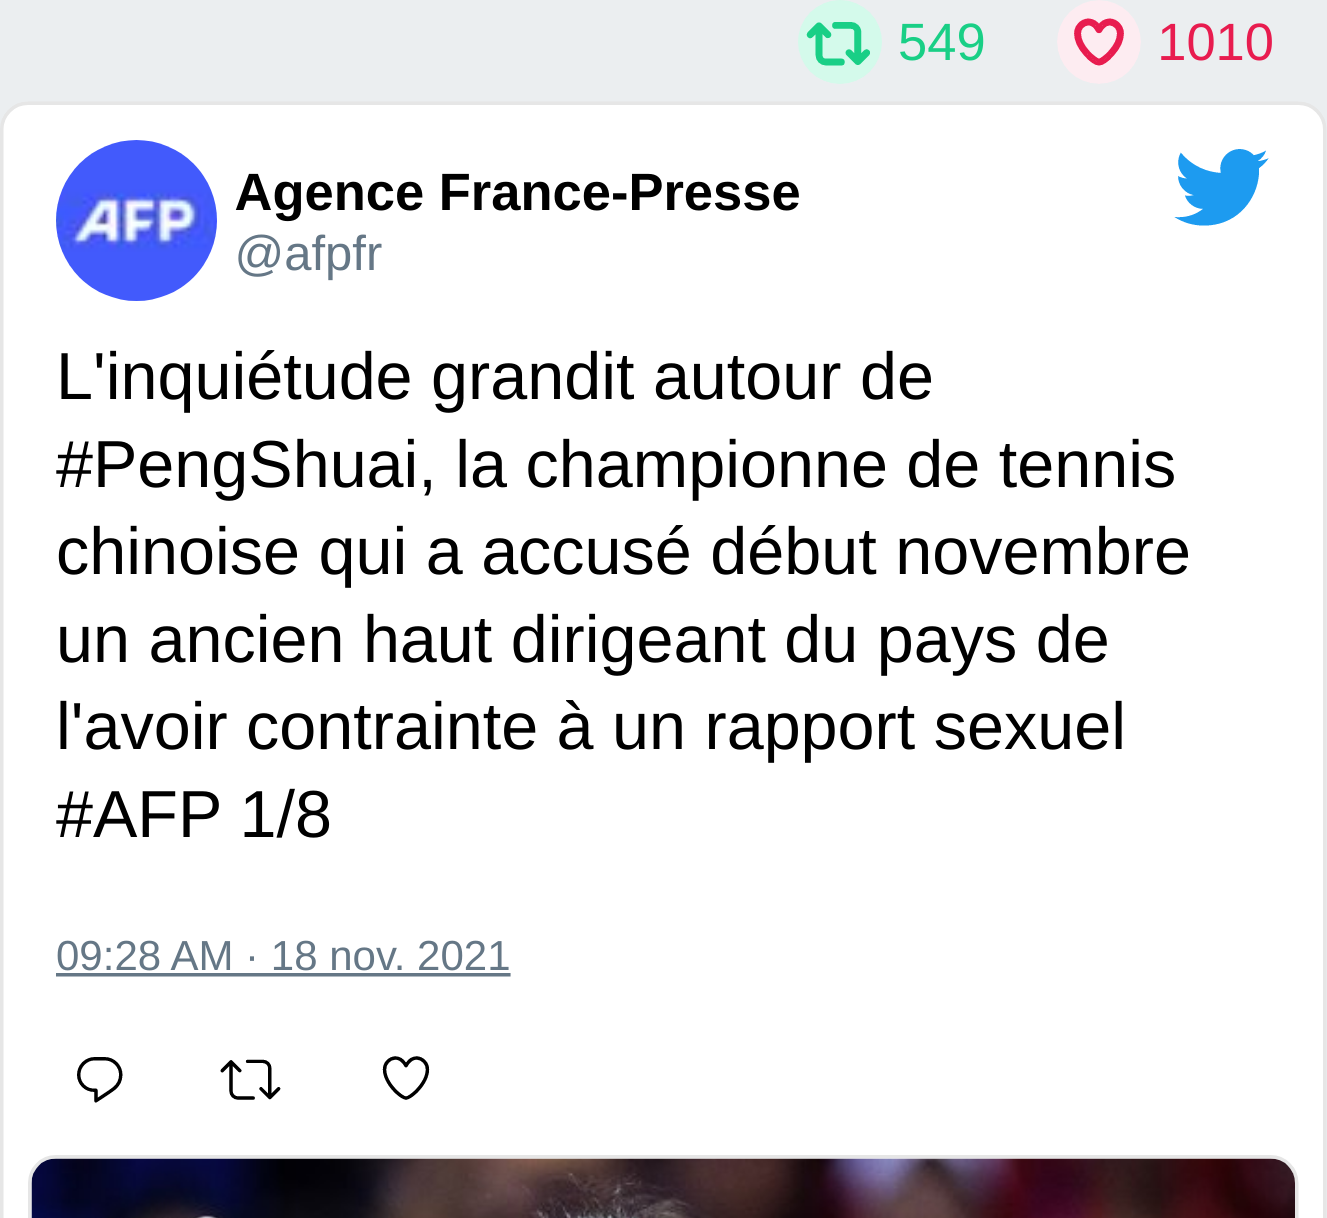 549 1010
AFP
Agence France-Presse
@afpfr
L'inquiétude grandit autour de
#PengShuai, la championne de tennis
chinoise qui a accusé début novembre
un ancien haut dirigeant du pays de
l'avoir contrainte à un rapport sexuel
#AFP 1/8
09:28 AM · 18 nov. 2021